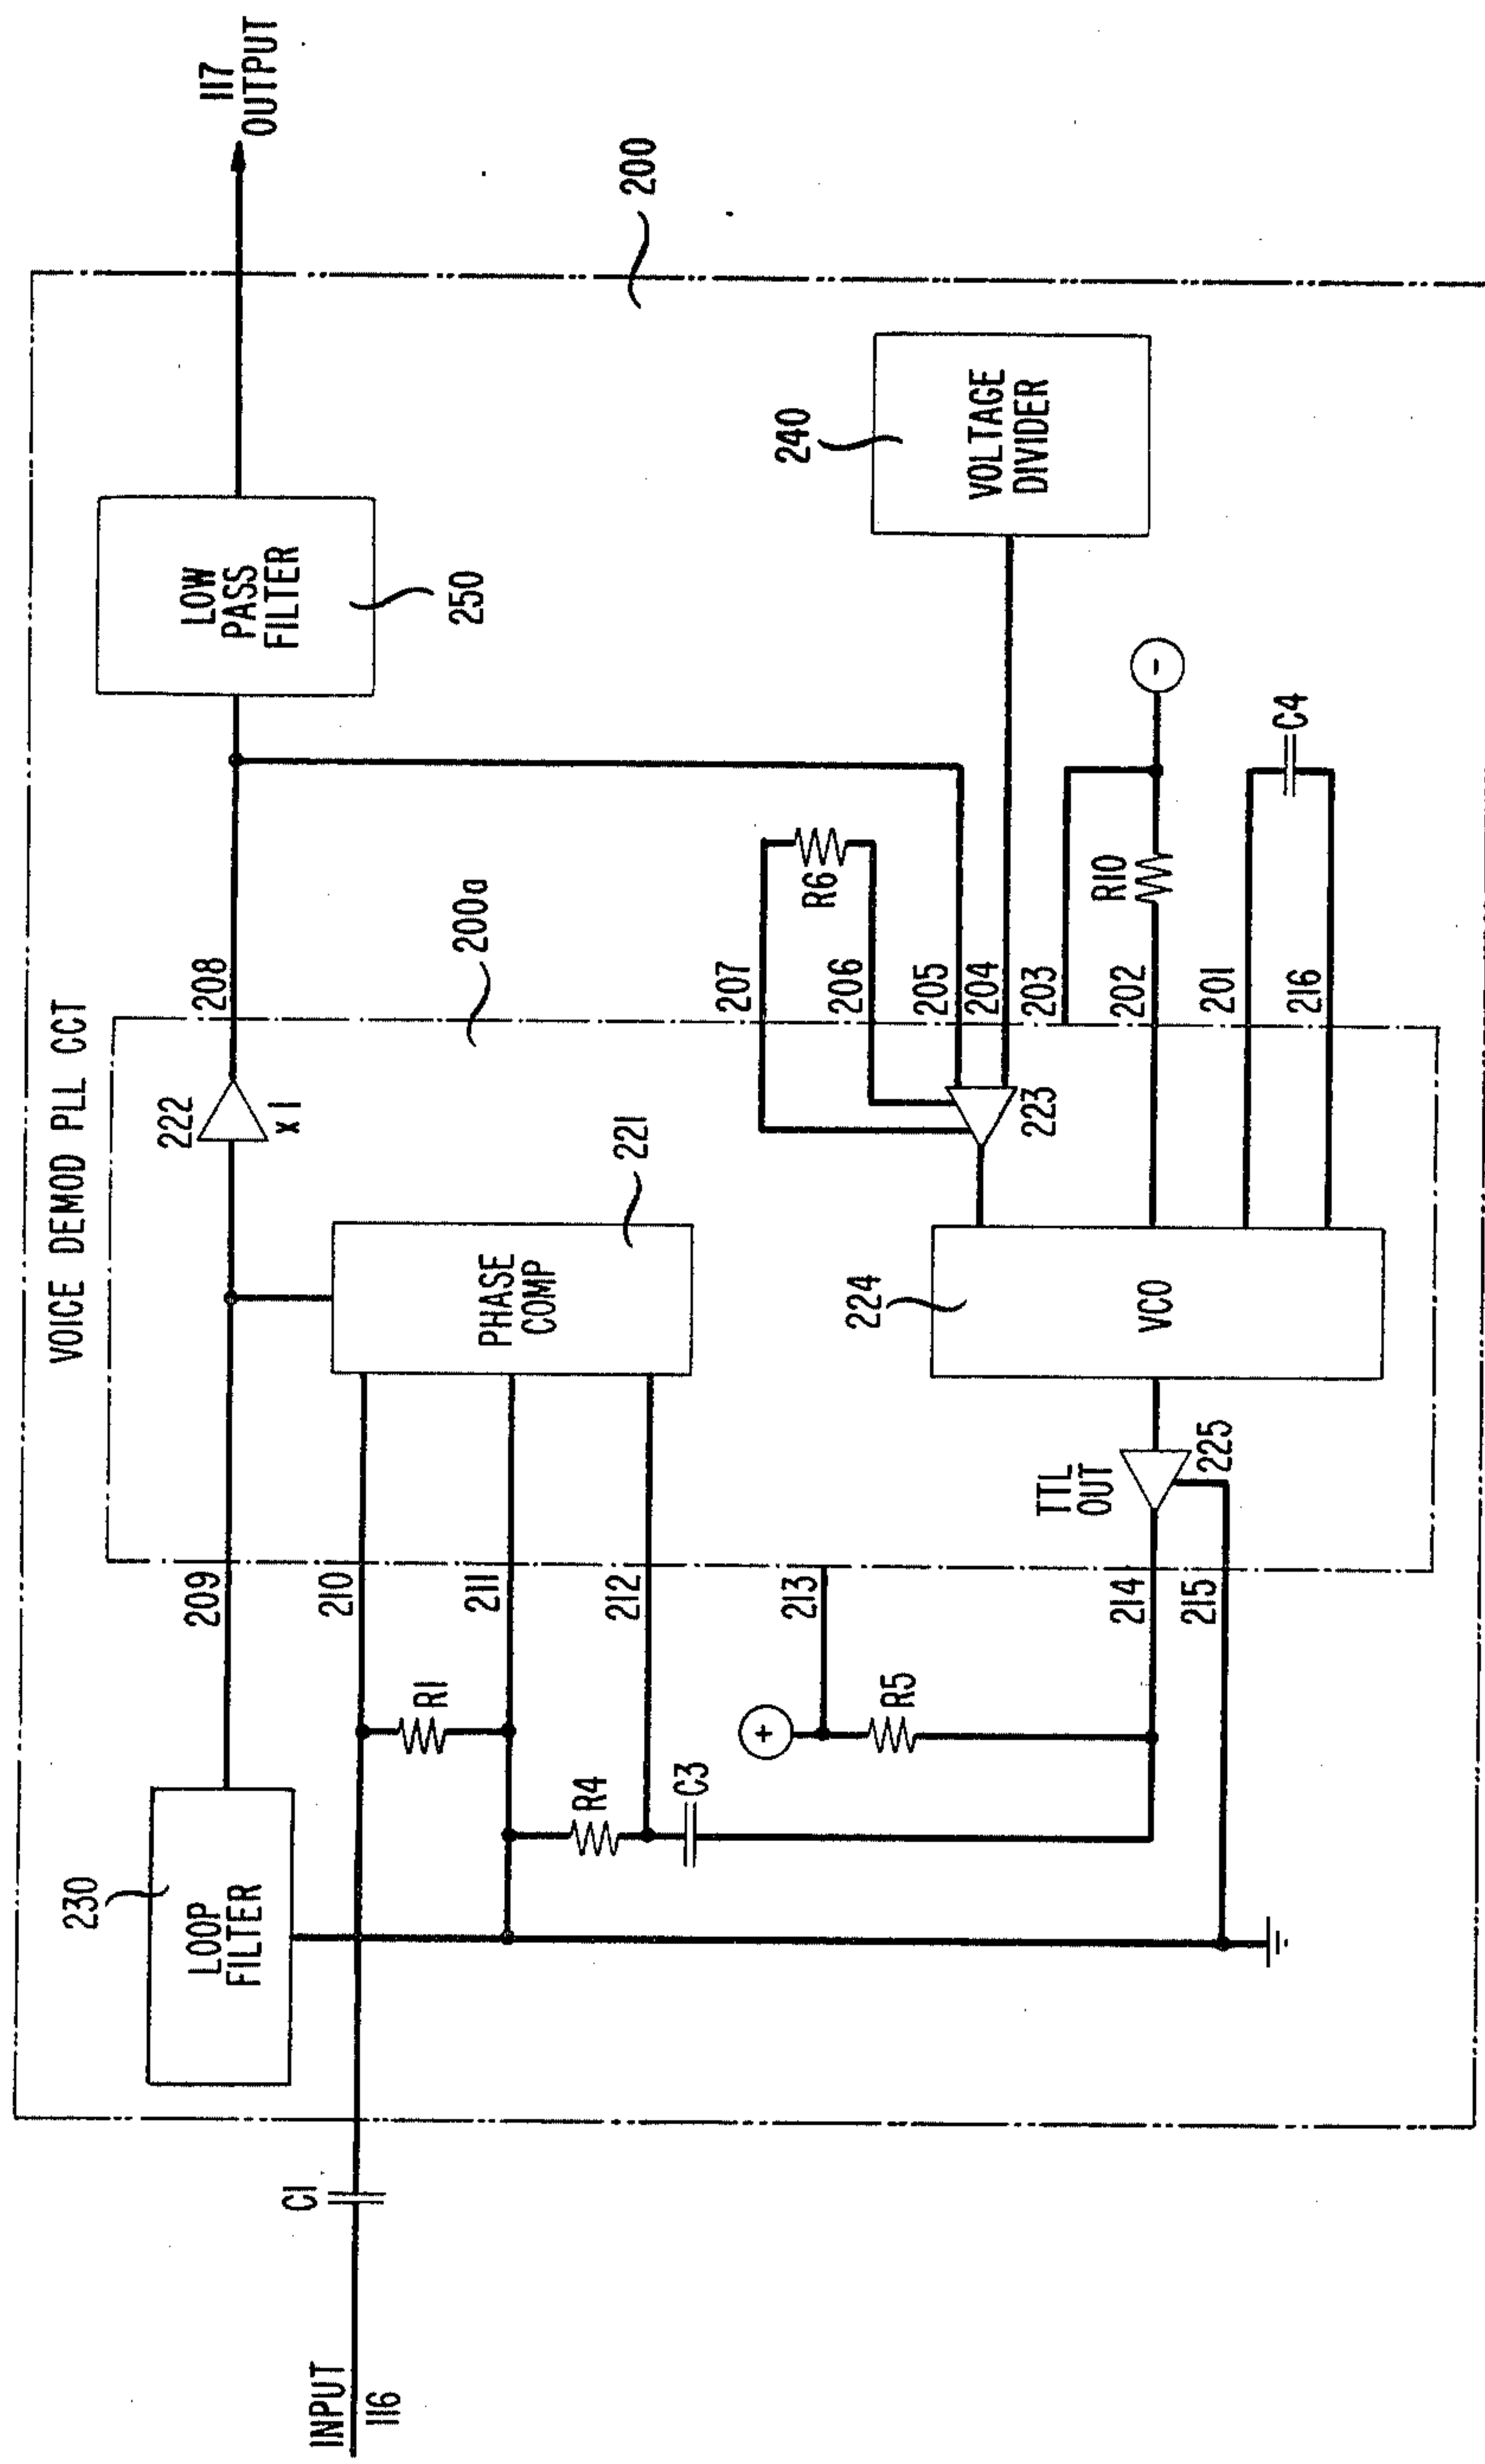 VOICE DEMOD PLL CCT
117
OUTPUT
200
LOW
PASS
FILTER
250
240
VOLTAGE
DIVIDER
208
200a
222
x 1
207
206
R6
205
204
203
202
R10
-
201
216
C4
223
221
PHASE
COMP
224
VCO
TTL
OUT
225
209
210
211
212
213
214
215
R1
R4
C3
+
R5
230
LOOP
FILTER
C1
INPUT
116